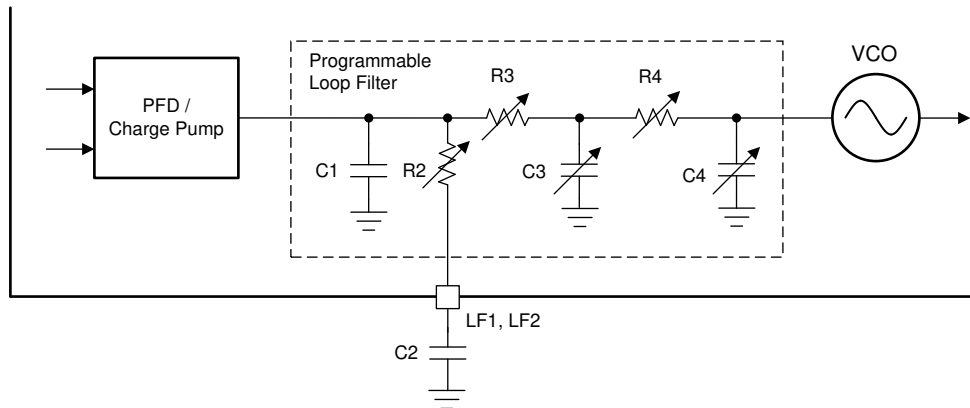 Programmable
Loop Filter
VCO
R3
R4
PFD /
Charge Pump
C1
R2
C3
C4
LF1, LF2
C2